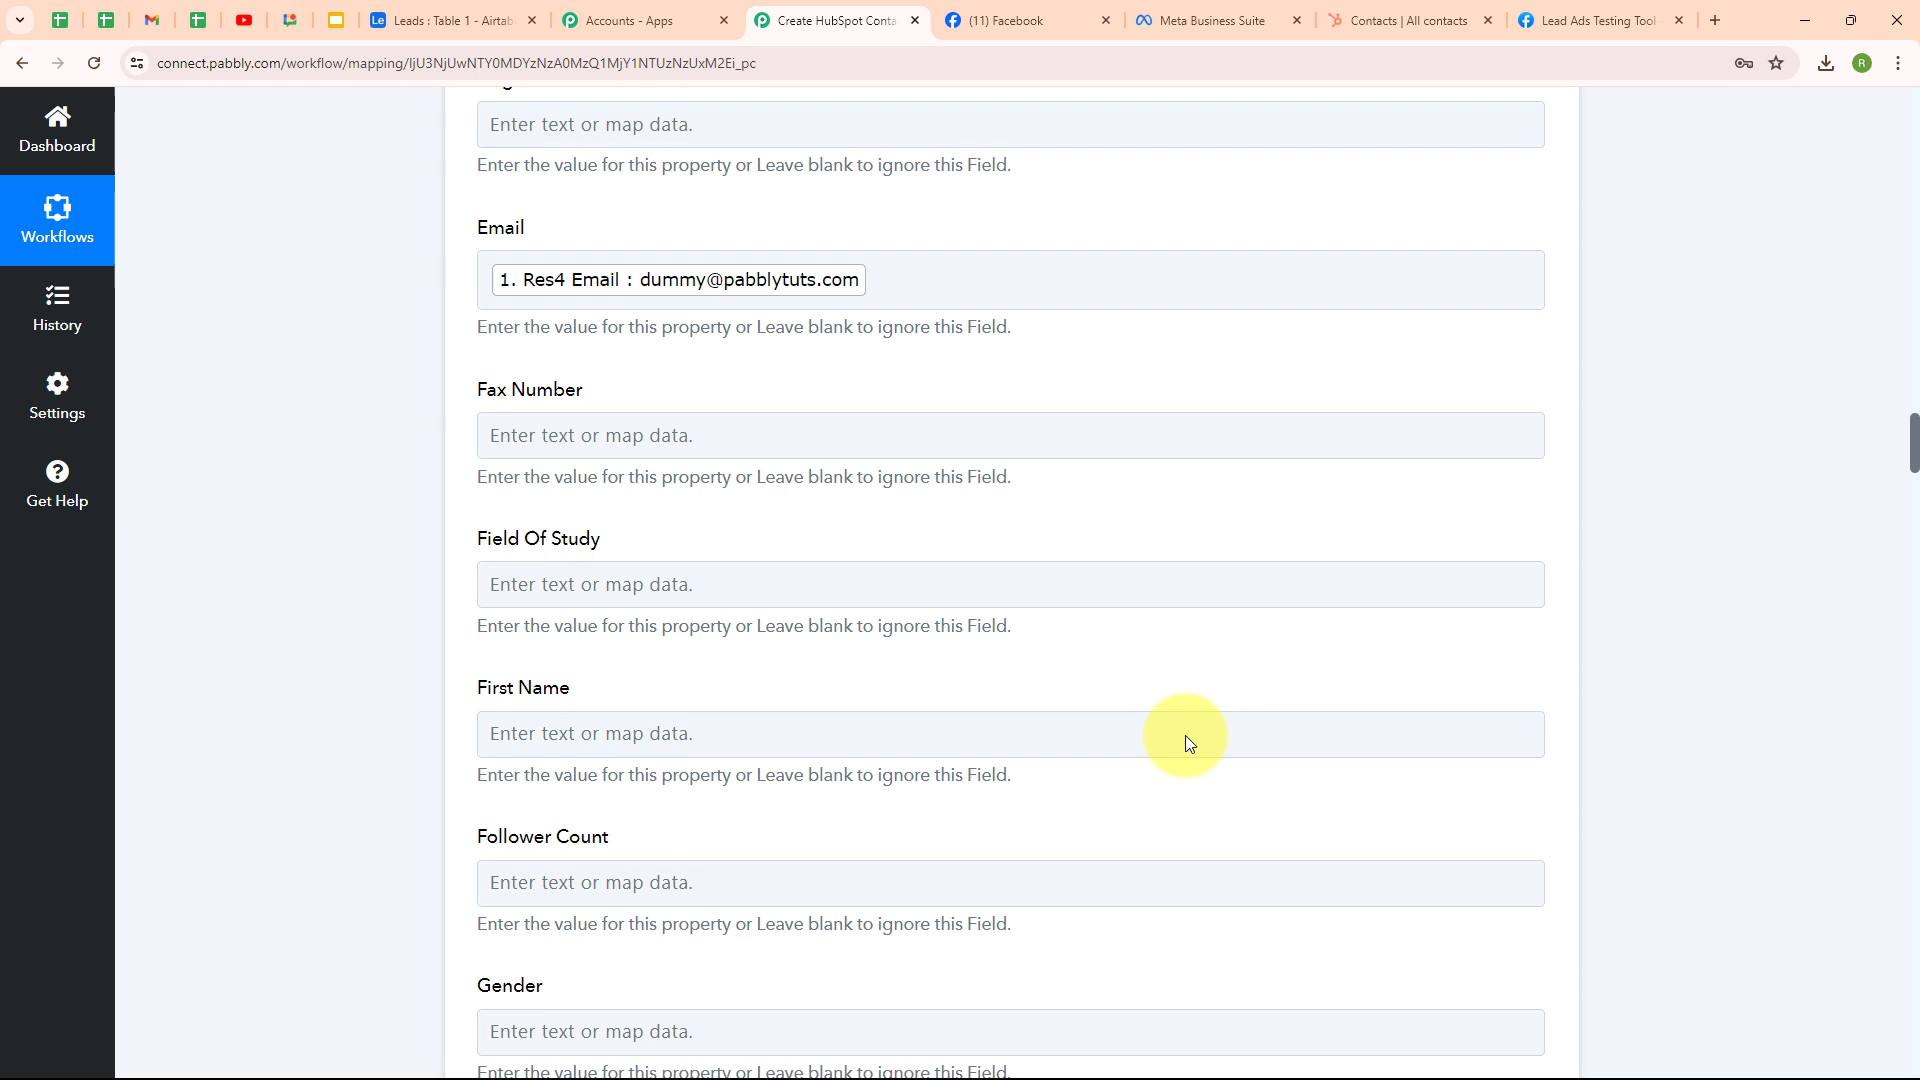 Leads : Table 1 - Airtab
Accounts - Apps
Create HubSpot Conta
(11) Facebook
Meta Business Suite
Contacts | All contacts
Lead Ads Testing Tool
connect.pabbly.com/workflow/mapping/IjU3NjUwNTY0MDYzNzA0MzQ1MjY1NTUzNzUxM2Ei_pc
R
Dashboard
Workflows
History
Settings
Get Help
Enter text or map data.
Enter the value for this property or Leave blank to ignore this Field.
Email
1. Res4 Email : dummy@pabblytuts.com
Enter the value for this property or Leave blank to ignore this Field.
Fax Number
Enter text or map data.
Enter the value for this property or Leave blank to ignore this Field.
Field Of Study
Enter text or map data.
Enter the value for this property or Leave blank to ignore this Field.
First Name
Enter text or map data.
Enter the value for this property or Leave blank to ignore this Field.
Follower Count
Enter text or map data.
Enter the value for this property or Leave blank to ignore this Field.
Gender
Enter text or map data.
Enter the value for this property or Leave blank to ignore this Field.